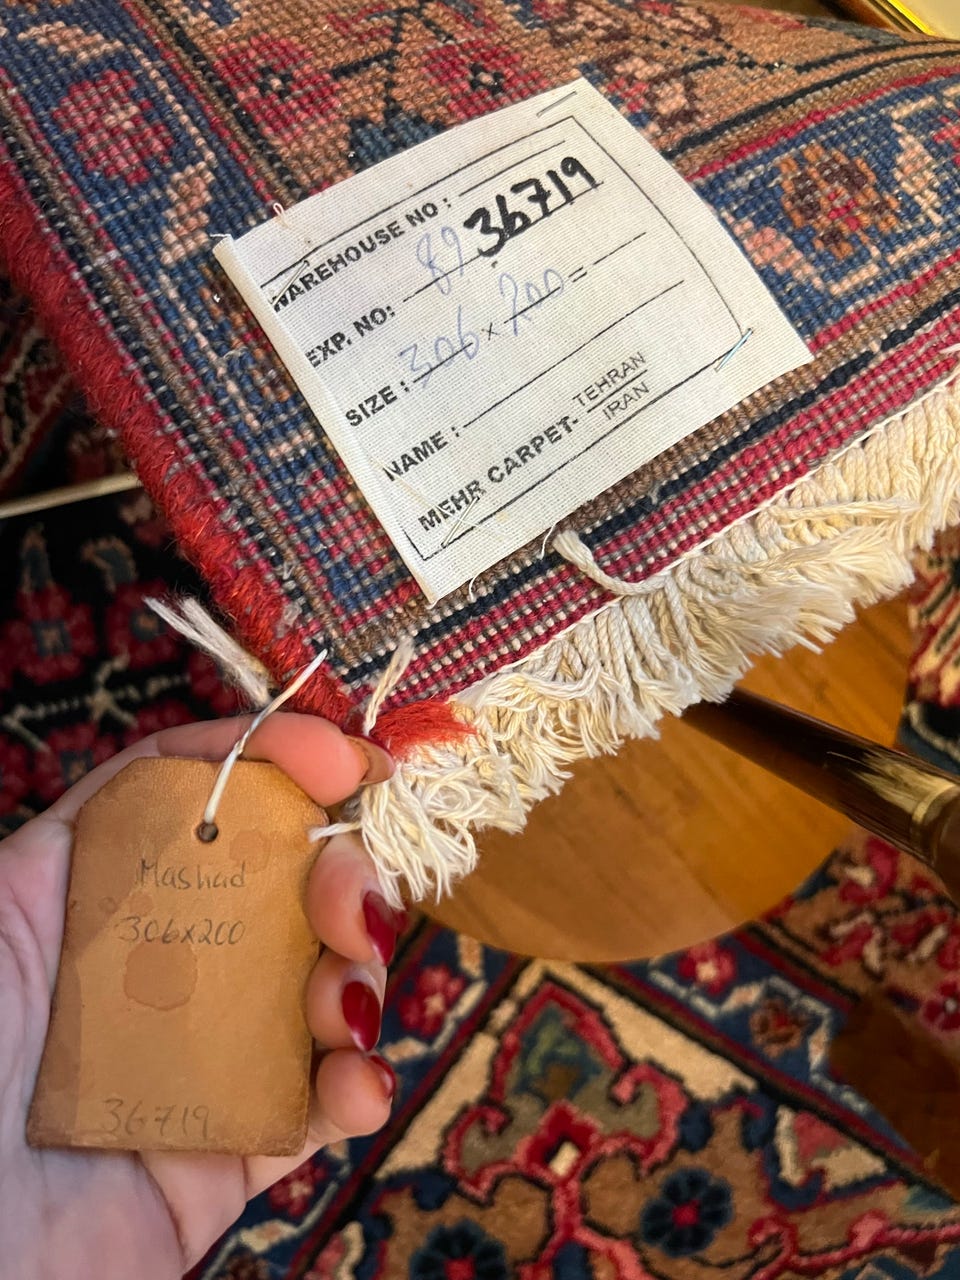 WAREHOUSE NO : 36719
EXP. NO: 89
SIZE : 306 x 200 =
NAME :
MEHR CARPET- TEHRAN
IRAN
Mashad
306x200
36719